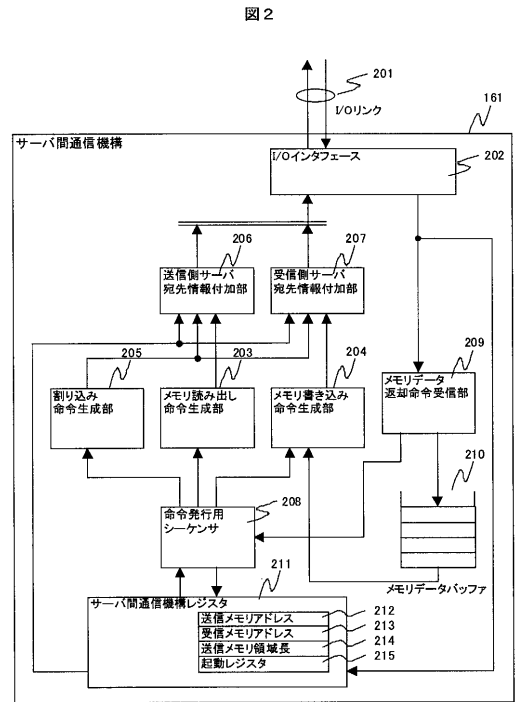 図2
201
I/Oリンク
161
サーバ間通信機構
I/Oインタフェース
202
206
207
送信側サーバ
宛先情報付加部
受信側サーバ
宛先情報付加部
205
203
204
209
割り込み
命令生成部
メモリ読み出し
命令生成部
メモリ書き込み
命令生成部
メモリデータ
返却命令受信部
210
命令発行用
シーケンサ
208
メモリデータバッファ
211
サーバ間通信機構レジスタ
送信メモリアドレス
212
受信メモリアドレス
213
送信メモリ領域長
214
起動レジスタ
215